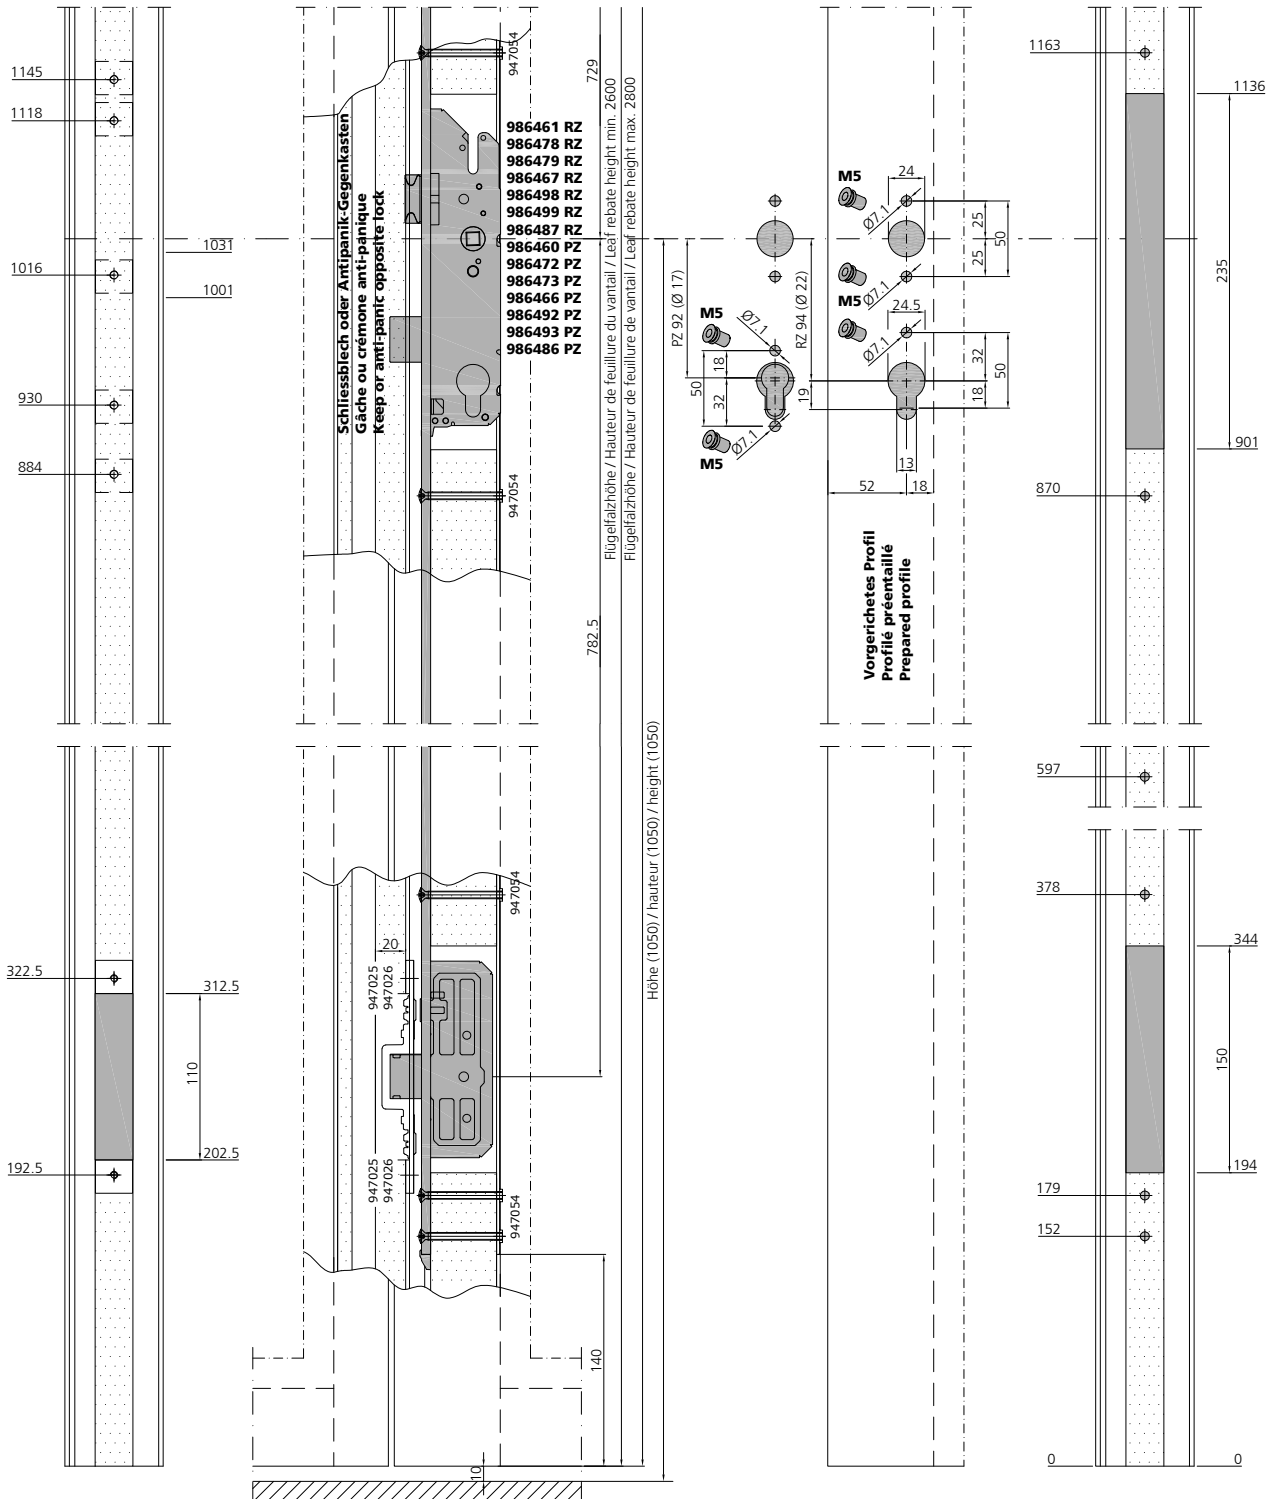 1145
1118
1031
1016
1001
930
884
322.5
312.5
110
202.5
192.5
Schliessblech oder Antipanik-Gegenkasten
Gâche ou crémone anti-panique
Keep or anti-panic opposite lock
947054
986461 RZ
986478 RZ
986479 RZ
986467 RZ
986498 RZ
986499 RZ
986487 RZ
986460 PZ
986472 PZ
986473 PZ
986466 PZ
986492 PZ
986493 PZ
986486 PZ
947054
729
782.5
Flügelfalzhöhe / Hauteur de feuillure du vantail / Leaf rebate height min. 2600
Flügelfalzhöhe / Hauteur de feuillure de vantail / Leaf rebate height max. 2800
Höhe (1050) / hauteur (1050) / height (1050)
947054
20
947025
947026
947025
947026
947054
140
10
PZ 92 (Ø 17)
M5
Ø7.1
50
18
32
M5
Ø7.1
RZ 94 (Ø 22)
19
M5
Ø7.1
24
25
25
50
M5
Ø7.1
M5
Ø7.1
24.5
32
18
50
13
52
18
Vorgerichetes Profil
Profilé préentaillé
Prepared profile
1163
1136
235
901
870
597
378
344
150
194
179
152
0
0